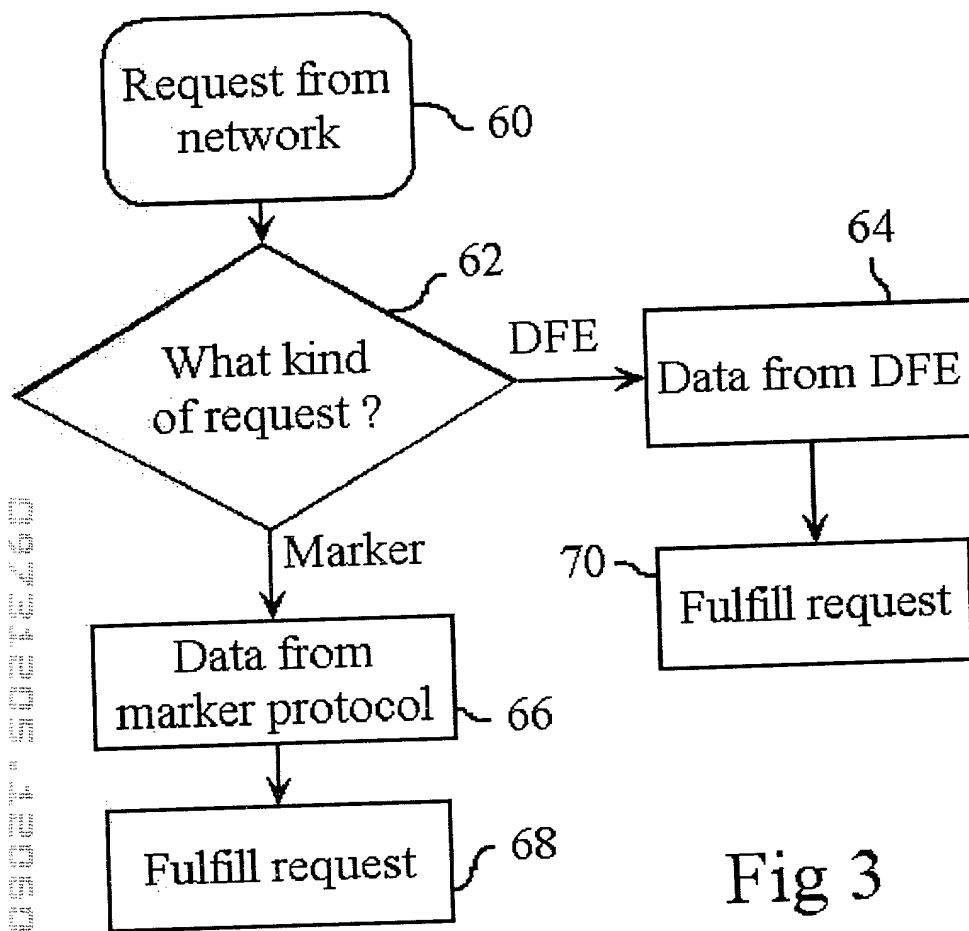 Request from
network
60
62
What kind
of request ?
DFE
64
Data from DFE
70
Fulfill request
Marker
Data from
marker protocol
66
Fulfill request
68
Fig 3